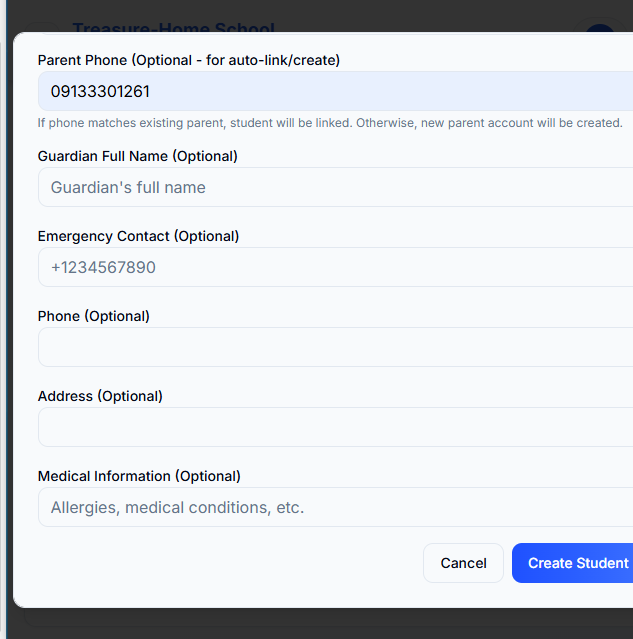 Treasure-Home School
Parent Phone (Optional - for auto-link/create)
09133301261
If phone matches existing parent, student will be linked. Otherwise, new parent account will be created.
Guardian Full Name (Optional)
Guardian's full name
Emergency Contact (Optional)
+1234567890
Phone (Optional)
Address (Optional)
Medical Information (Optional)
Allergies, medical conditions, etc.
Cancel
Create Student